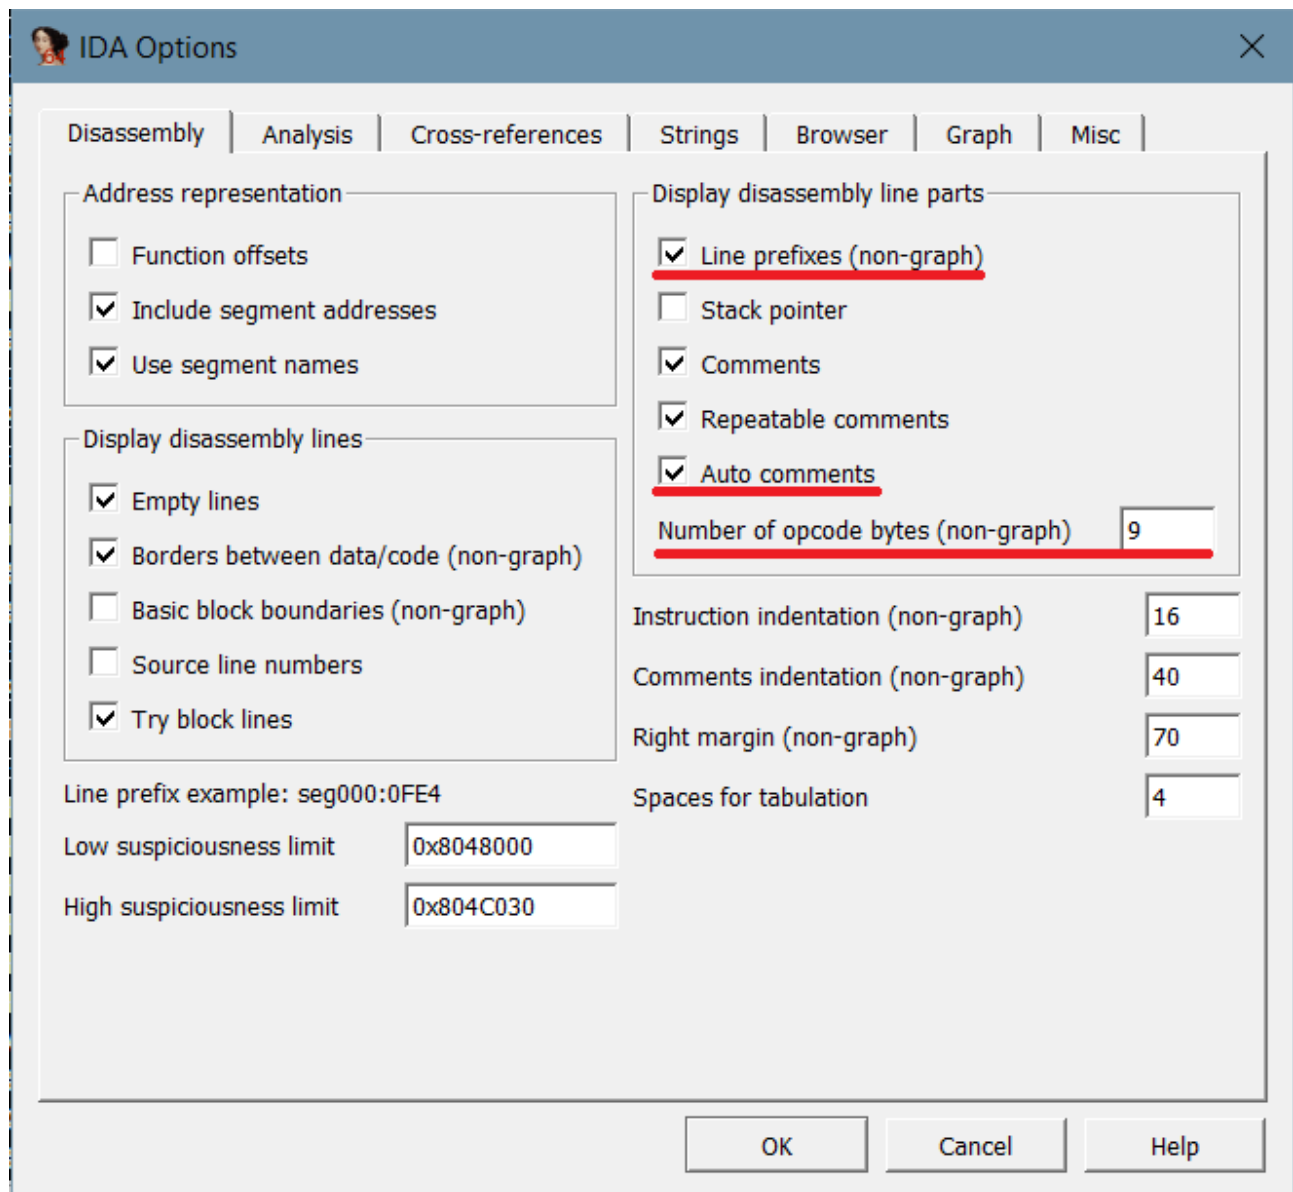 IDA Options
Disassembly
Analysis
Cross-references
Strings
Browser
Graph
Misc
Address representation
Function offsets
Include segment addresses
Use segment names
Display disassembly lines
Empty lines
Borders between data/code (non-graph)
Basic block boundaries (non-graph)
Source line numbers
Try block lines
Line prefix example: seg000:0FE4
Low suspiciousness limit 0x8048000
High suspiciousness limit 0x804C030
Display disassembly line parts
Line prefixes (non-graph)
Stack pointer
Comments
Repeatable comments
Auto comments
Number of opcode bytes (non-graph) 9
Instruction indentation (non-graph) 16
Comments indentation (non-graph) 40
Right margin (non-graph) 70
Spaces for tabulation 4
OK
Cancel
Help